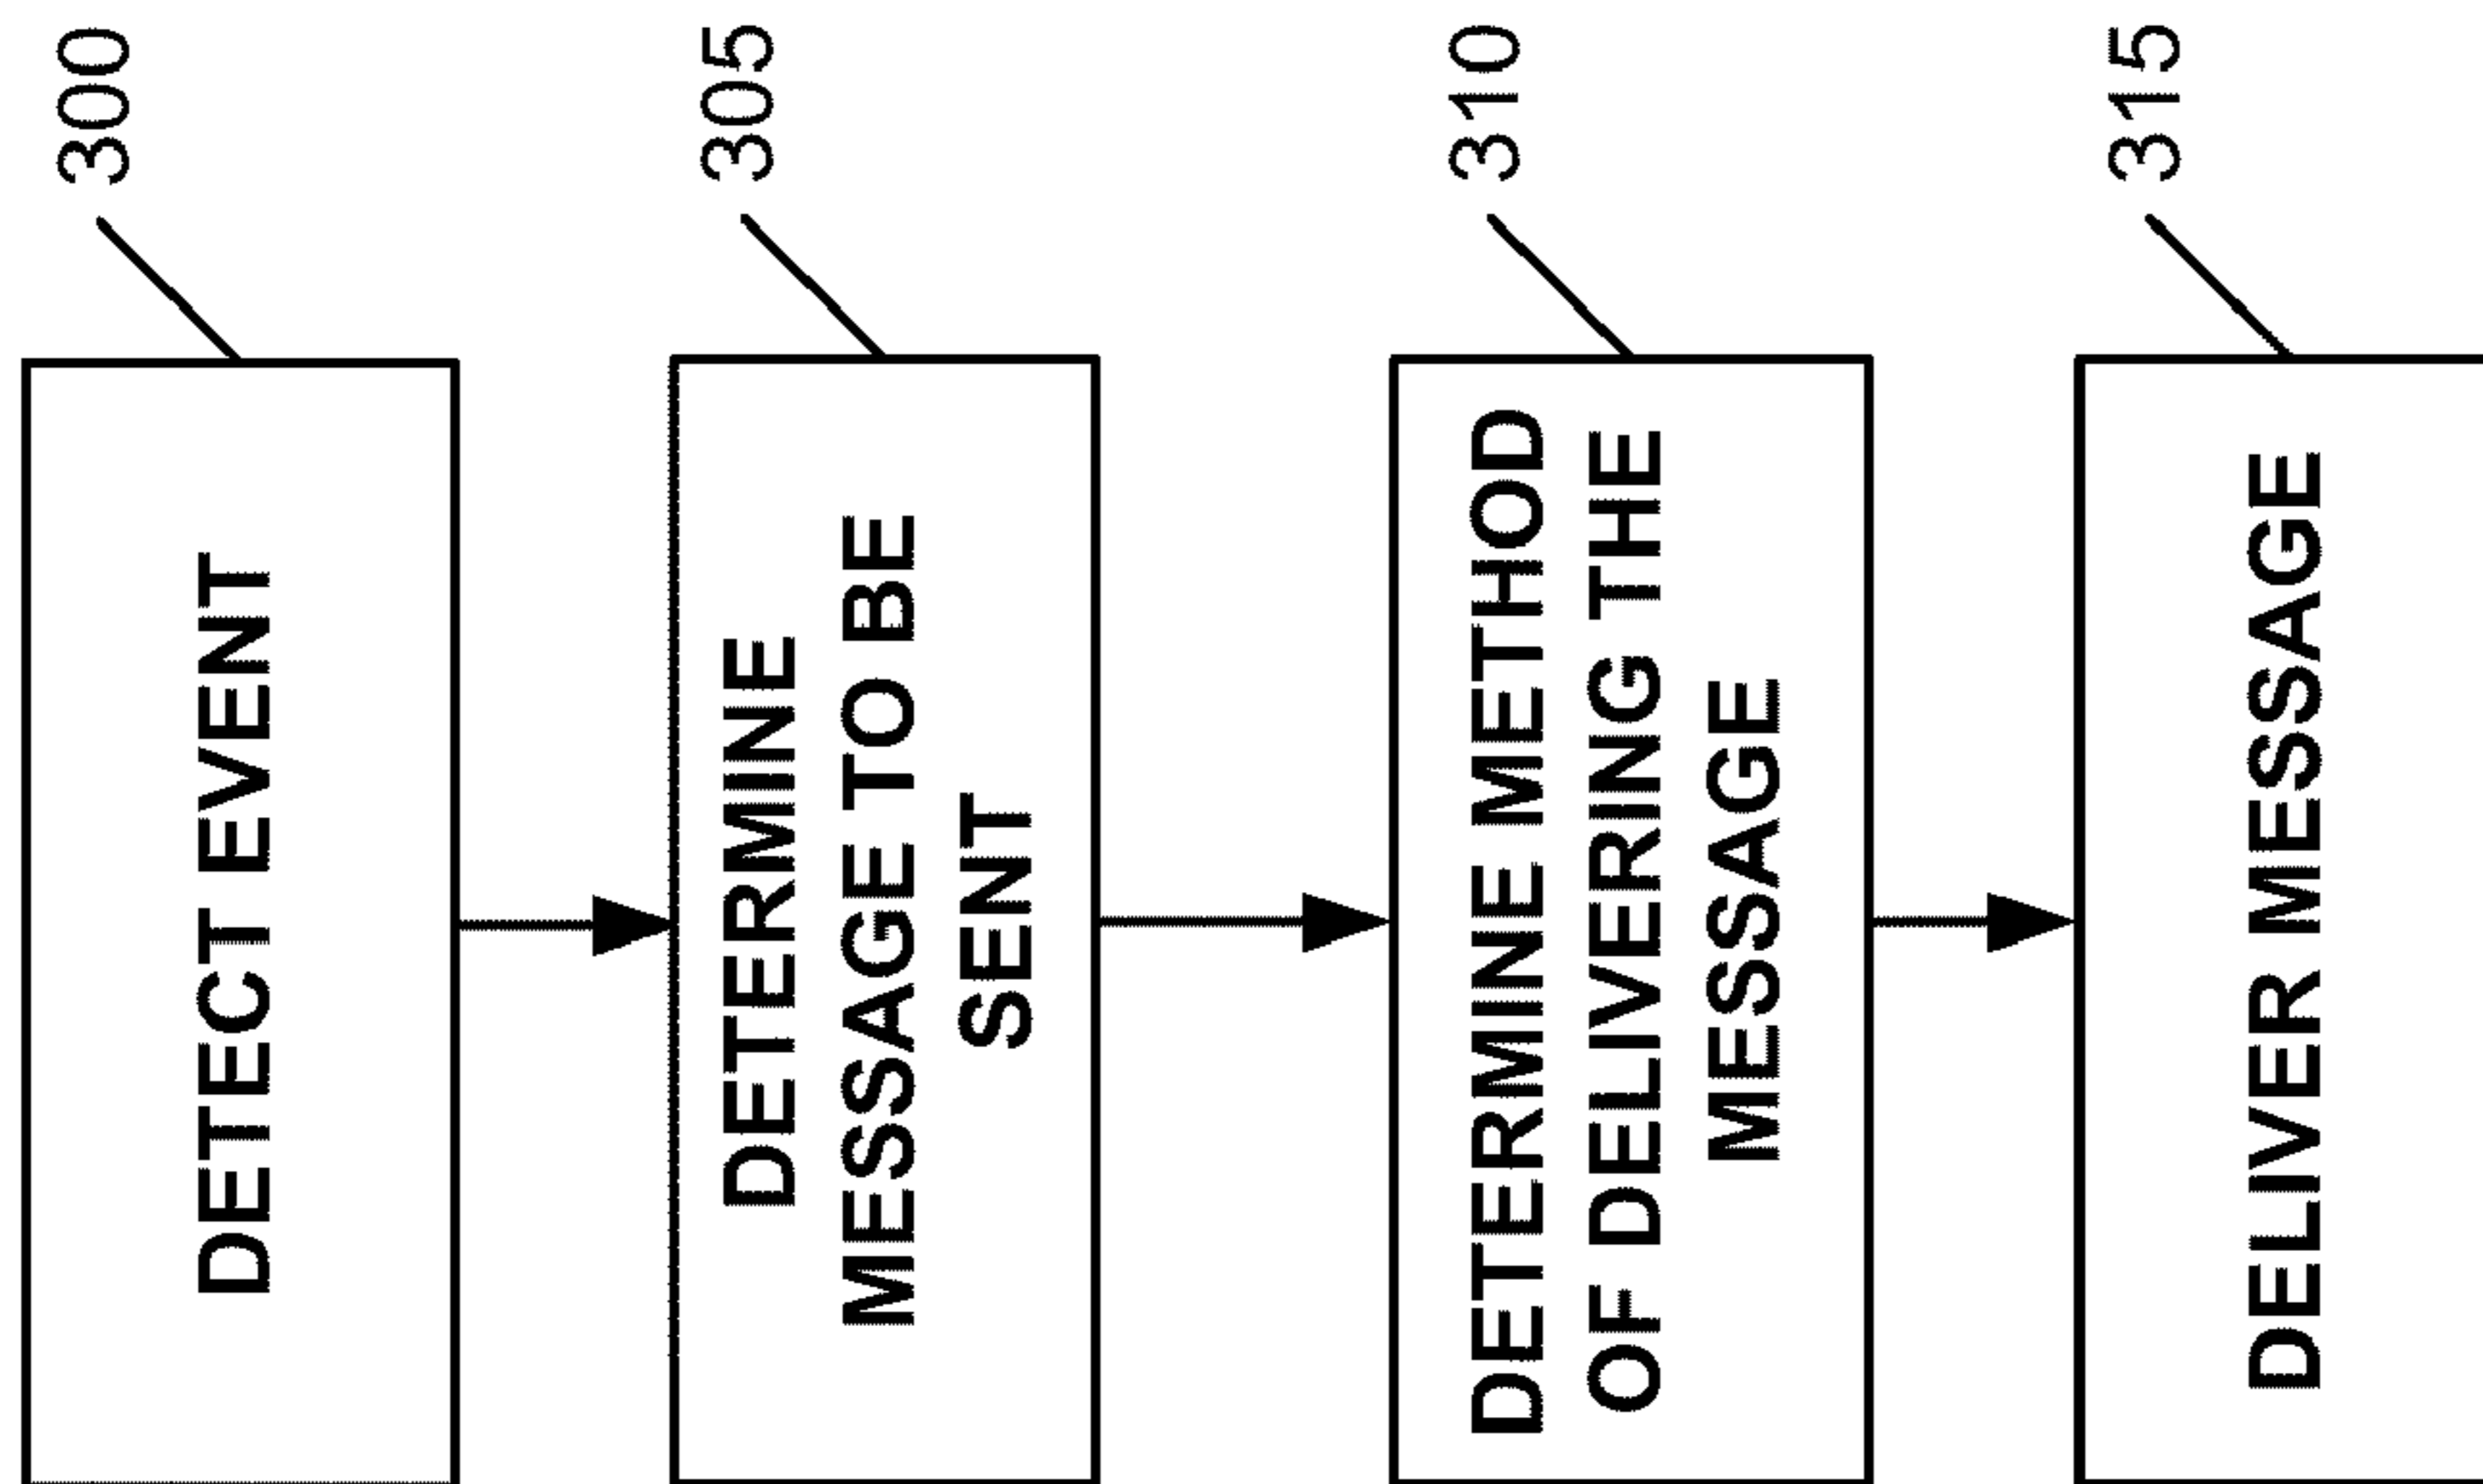 DETECT EVENT
300
DETERMINE
MESSAGE TO BE
SENT
305
DETERMINE METHOD
OF DELIVERING THE
MESSAGE
310
DELIVER MESSAGE
315